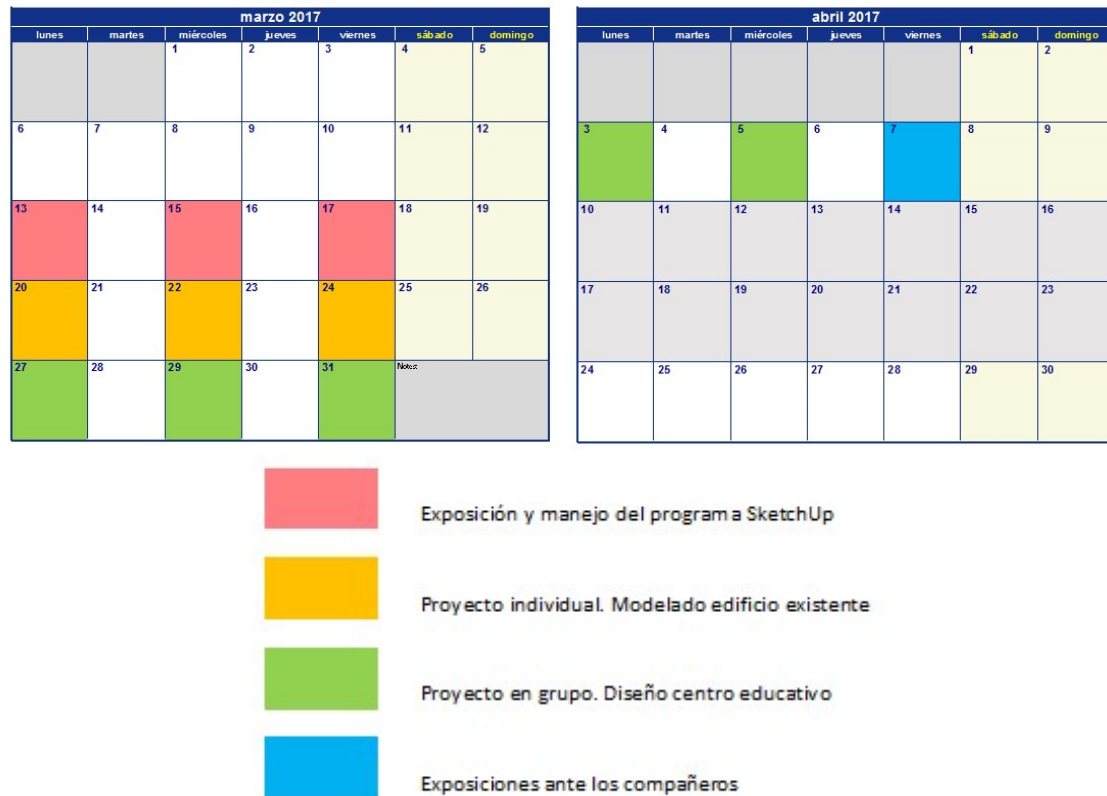 marzo 2017
lunes martes miércoles jueves viernes sábado domingo
1 2 3 4 5
6 7 8 9 10 11 12
13 14 15 16 17 18 19
20 21 22 23 24 25 26
27 28 29 30 31 Notes:
abril 2017
lunes martes miércoles jueves viernes sábado domingo
1 2
3 4 5 6 7 8 9
10 11 12 13 14 15 16
17 18 19 20 21 22 23
24 25 26 27 28 29 30
Exposición y manejo del programa SketchUp
Proyecto individual. Modelado edificio existente
Proyecto en grupo. Diseño centro educativo
Exposiciones ante los compañeros